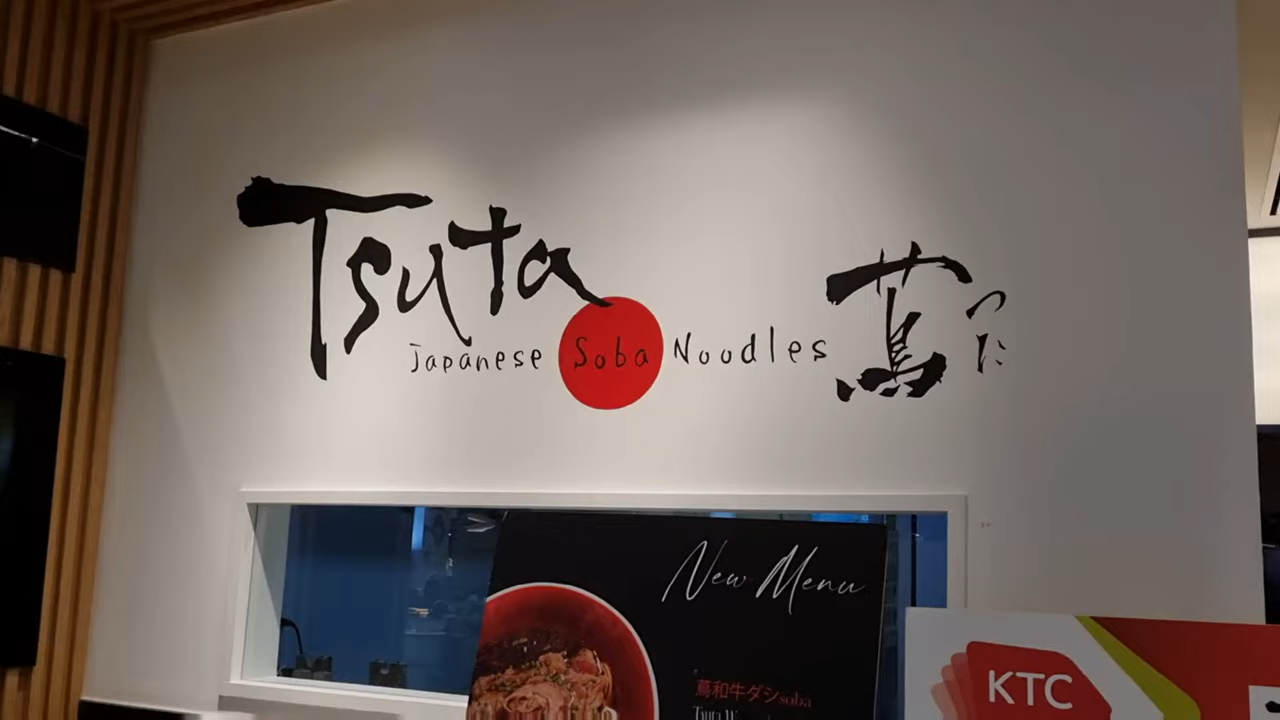 Tsuta
Japanese Soba Noodles
蔦
つた
New Menu
蔦和牛ダシsoba
Tsuta
KTC